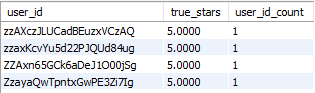 user_id true_stars user_id_count
zzAXczJLUCadBEuzxVCzAQ 5.0000 1
zzaxKcvYu5d22PJQUd84ug 5.0000 1
ZZAxn65GCk6aDeJ1O00jSg 5.0000 1
ZzayaQwTpntxGwPE3Zi7Ig 5.0000 1